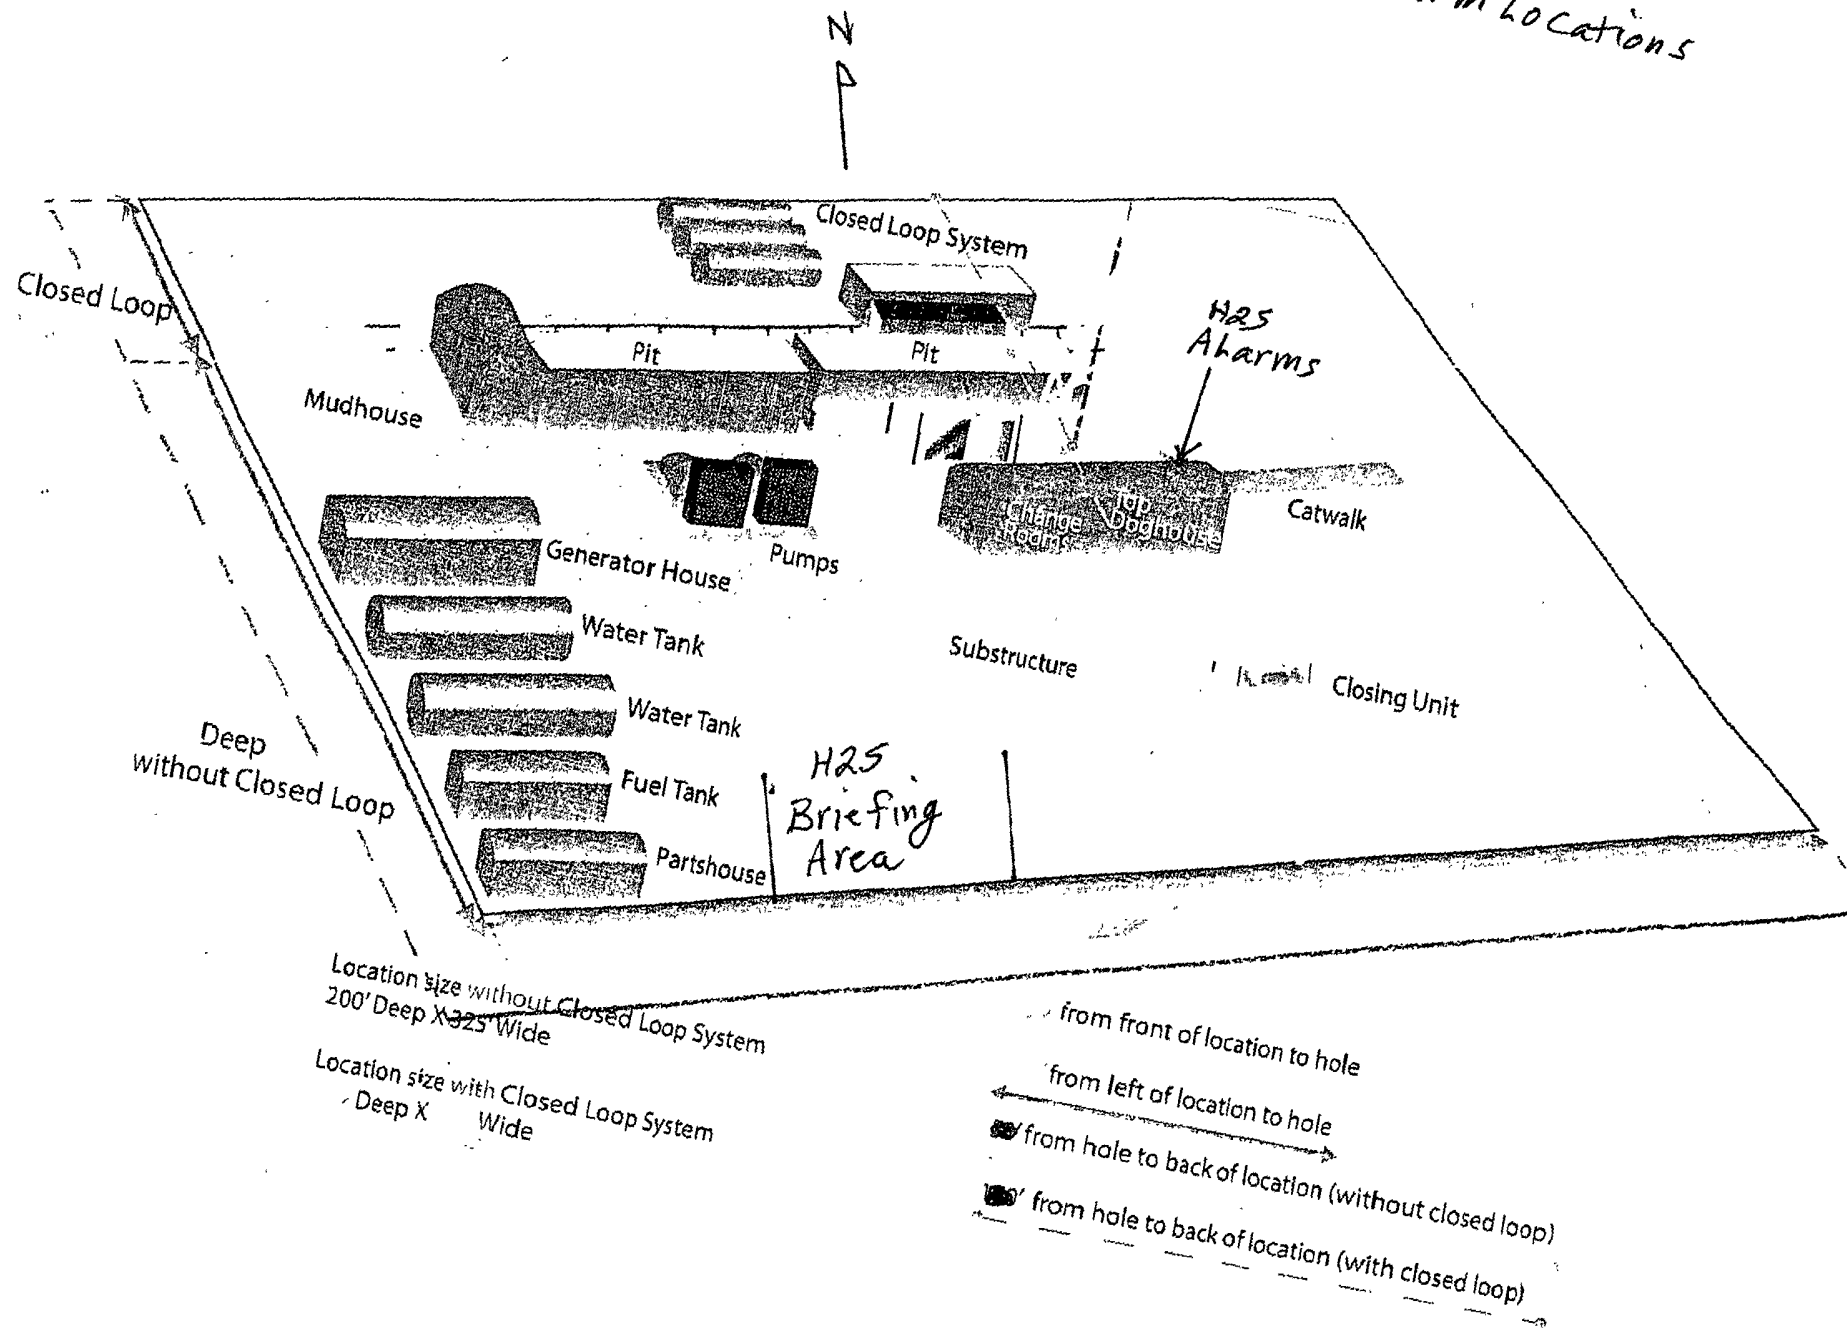 Locations
N
Closed Loop System
Closed Loop
H2S
Alarms
Pit
Pit
Mudhouse
Top
Doghouse
Change
Rooms
Catwalk
Generator House
Pumps
Water Tank
Substructure
Closing Unit
Water Tank
Deep
without Closed Loop
Fuel Tank
H2S
Briefing
Area
Partshouse
Location size without Closed Loop System
200' Deep X 325' Wide
Location size with Closed Loop System
Deep X Wide
from front of location to hole
from left of location to hole
from hole to back of location (without closed loop)
from hole to back of location (with closed loop)